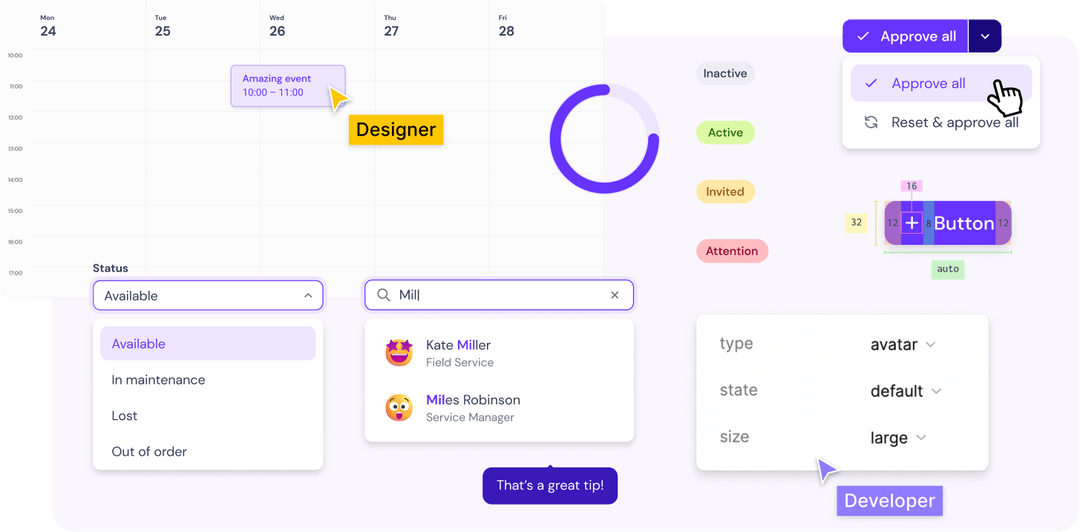 Mon
24
Tue
25
Wed
26
Thu
27
Fri
28
10:00
11:00
12:00
13:00
14:00
15:00
16:00
17:00
Amazing event
10:00 – 11:00
Designer
Inactive
Active
Invited
Attention
Approve all
Approve all
Reset & approve all
16
32
12
8
Button
12
auto
Status
Available
Available
In maintenance
Lost
Out of order
Mil
Kate Miller
Field Service
Miles Robinson
Service Manager
That's a great tip!
type
avatar
state
default
size
large
Developer